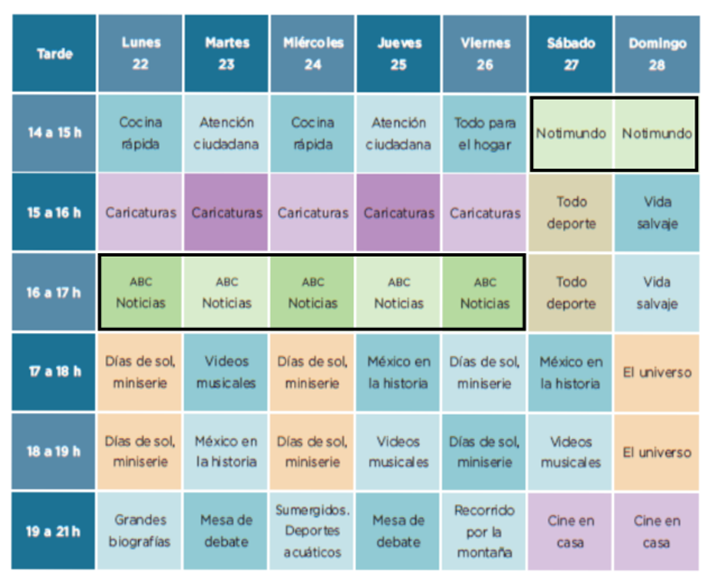 Tarde
Lunes
22
Martes
23
Miércoles
24
Jueves
25
Viernes
26
Sábado
27
Domingo
28
14 a 15 h
Cocina
rápida
Atención
ciudadana
Cocina
rápida
Atención
ciudadana
Todo para
el hogar
Notimundo
Notimundo
15 a 16 h
Caricaturas
Caricaturas
Caricaturas
Caricaturas
Caricaturas
Todo
deporte
Vida
salvaje
16 a 17 h
ABC
Noticias
ABC
Noticias
ABC
Noticias
ABC
Noticias
ABC
Noticias
Todo
deporte
Vida
salvaje
17 a 18 h
Días de sol,
miniserie
Videos
musicales
Días de sol,
miniserie
México en
la historia
Días de sol,
miniserie
México en
la historia
El universo
18 a 19 h
Días de sol,
miniserie
México en
la historia
Días de sol,
miniserie
Videos
musicales
Días de sol,
miniserie
Videos
musicales
El universo
19 a 21 h
Grandes
biografías
Mesa de
debate
Sumergidos.
Deportes
acuáticos
Mesa de
debate
Recorrido
por la
montaña
Cine en
casa
Cine en
casa